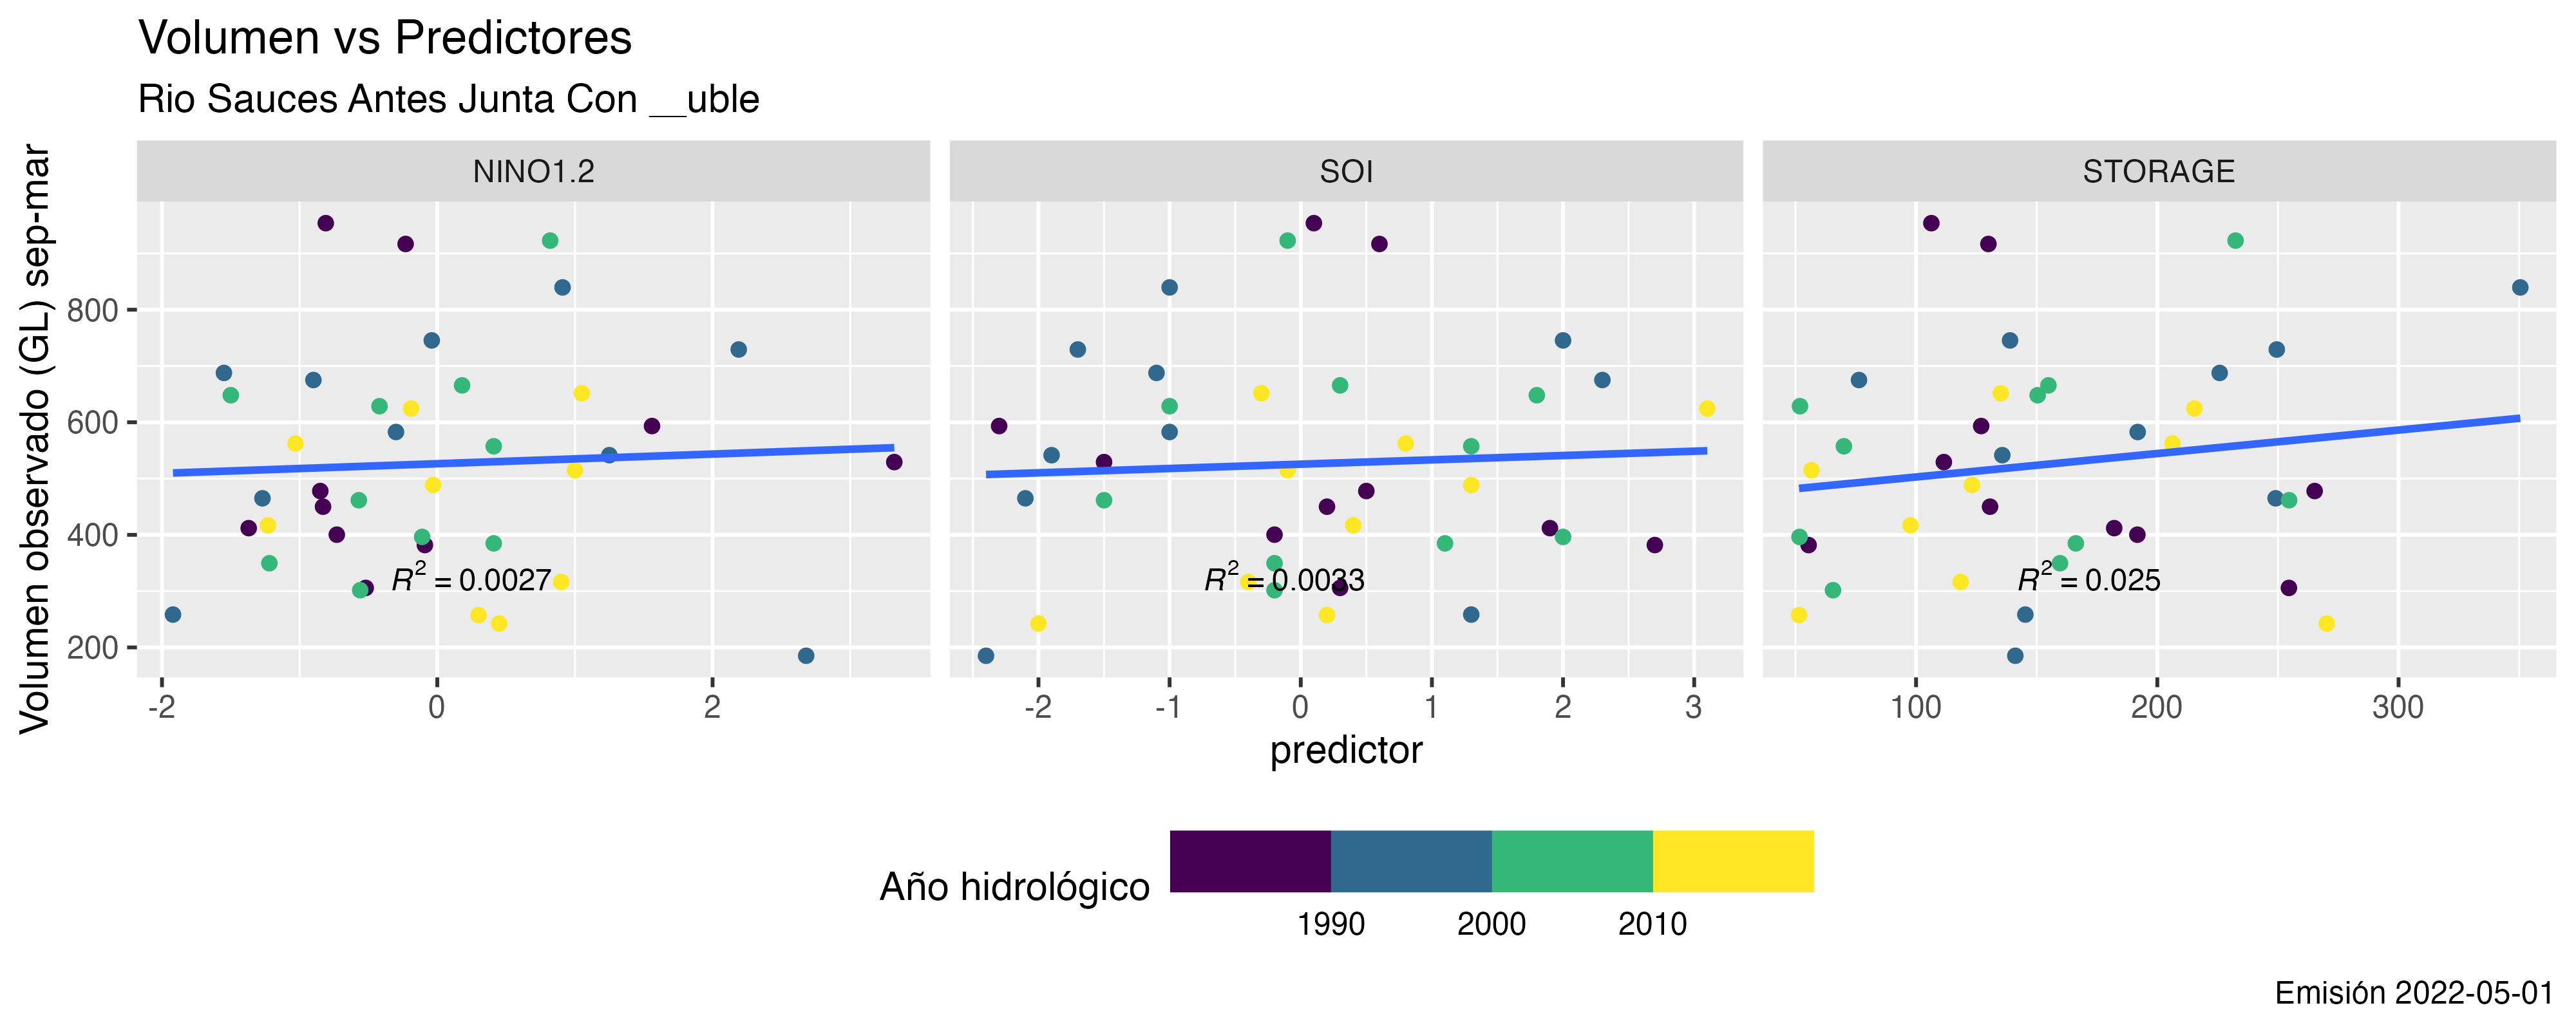 Volumen vs Predictores
Rio Sauces Antes Junta Con __uble
NINO1.2
SOI
STORAGE
Volumen observado (GL) sep-mar
800
600
400
200
R² = 0.0027
R² = 0.0033
R² = 0.025
-2 0 2
-2 -1 0 1 2 3
100 200 300
predictor
Año hidrológico
1990 2000 2010
Emisión 2022-05-01